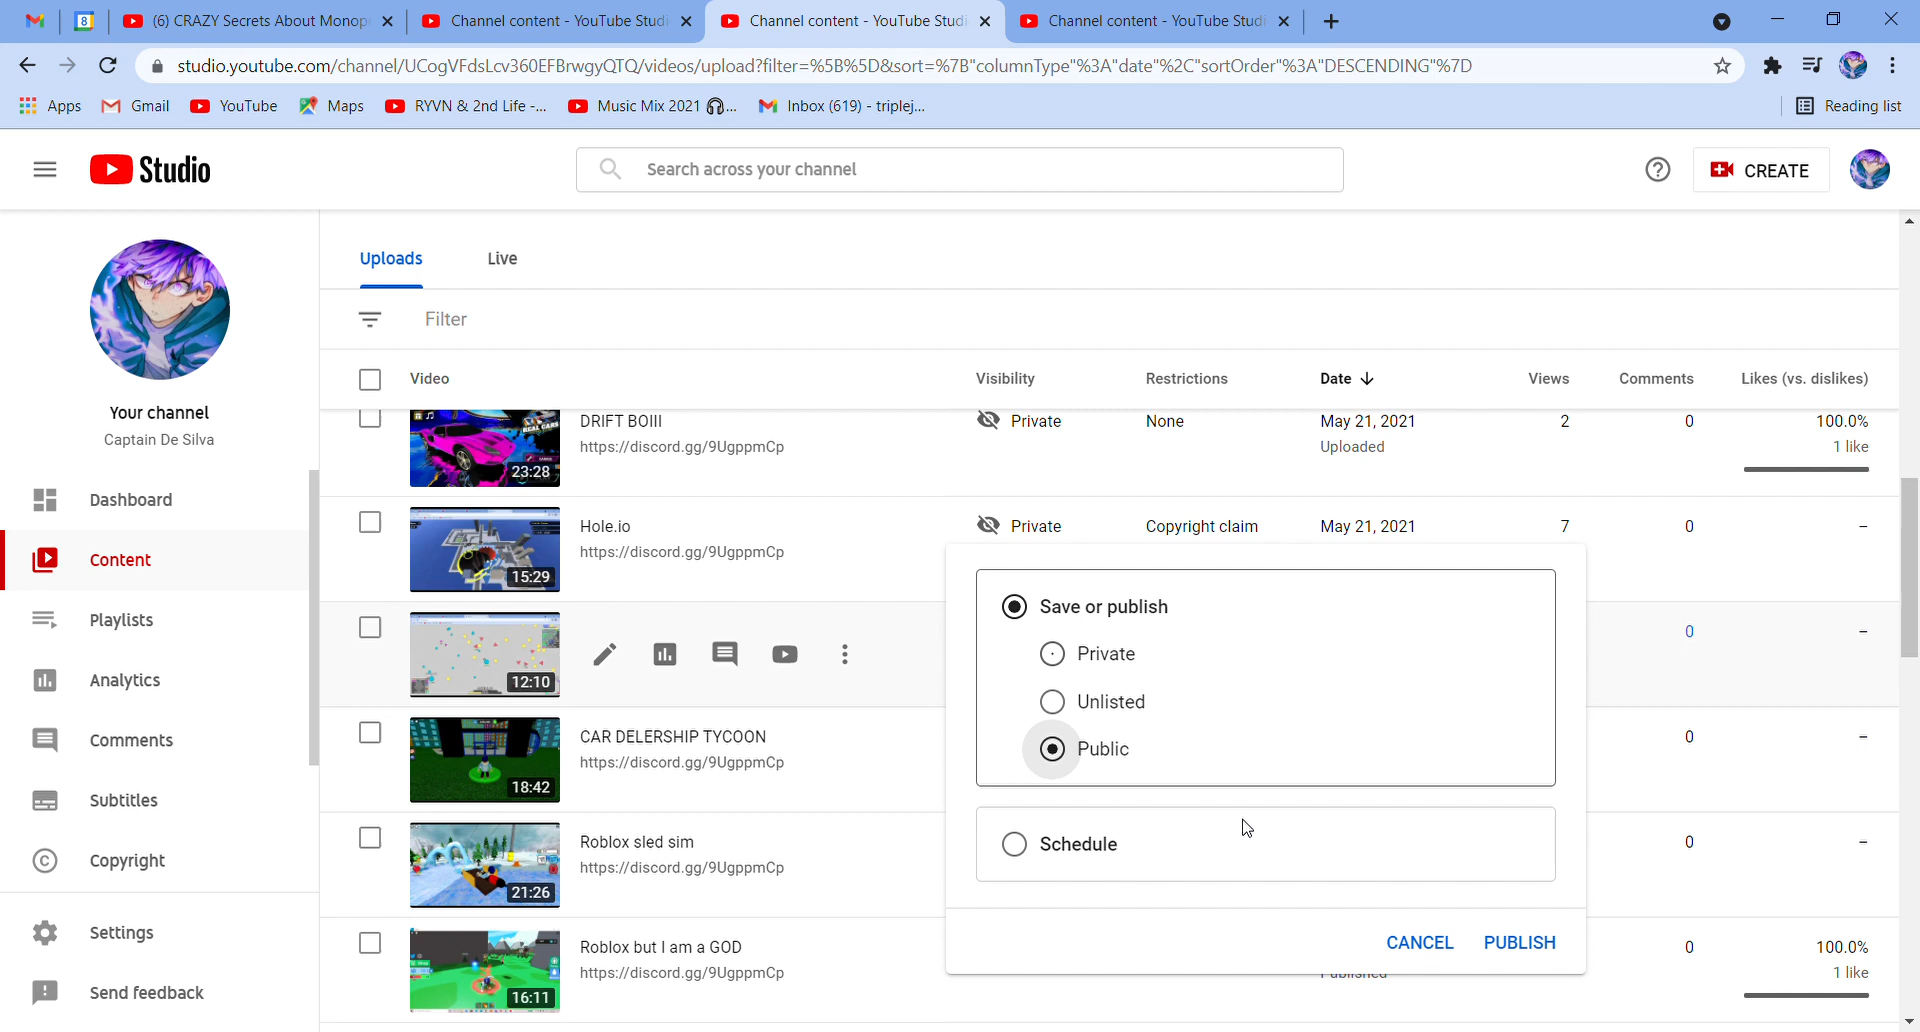 8
(6) CRAZY Secrets About Monop
Channel content - YouTube Studi
Channel content - YouTube Studi
Channel content - YouTube Studi
studio.youtube.com/channel/UCogVFdsLcv360EFBrwgyQTQ/videos/upload?filter=%5B%5D&sort=%7B"columnType"%3A"date"%2C"sortOrder"%3A"DESCENDING"%7D
Apps
Gmail
YouTube
Maps
RYVN & 2nd Life -...
Music Mix 2021 🎧...
Inbox (619) - triplej...
Reading list
Studio
Search across your channel
CREATE
Your channel
Captain De Silva
Dashboard
Content
Playlists
Analytics
Comments
Subtitles
Copyright
Settings
Send feedback
Uploads
Live
Filter
Video
Visibility
Restrictions
Date
Views
Comments
Likes (vs. dislikes)
REAL CARS
23:28
DRIFT BOIII
https://discord.gg/9UgppmCp
Private
None
May 21, 2021
Uploaded
2
0
100.0%
1 like
15:29
Hole.io
https://discord.gg/9UgppmCp
Private
Copyright claim
May 21, 2021
7
0
–
12:10
0
–
18:42
CAR DELERSHIP TYCOON
https://discord.gg/9UgppmCp
0
–
21:26
Roblox sled sim
https://discord.gg/9UgppmCp
0
–
16:11
Roblox but I am a GOD
https://discord.gg/9UgppmCp
Published
0
100.0%
1 like
Save or publish
Private
Unlisted
Public
Schedule
CANCEL
PUBLISH